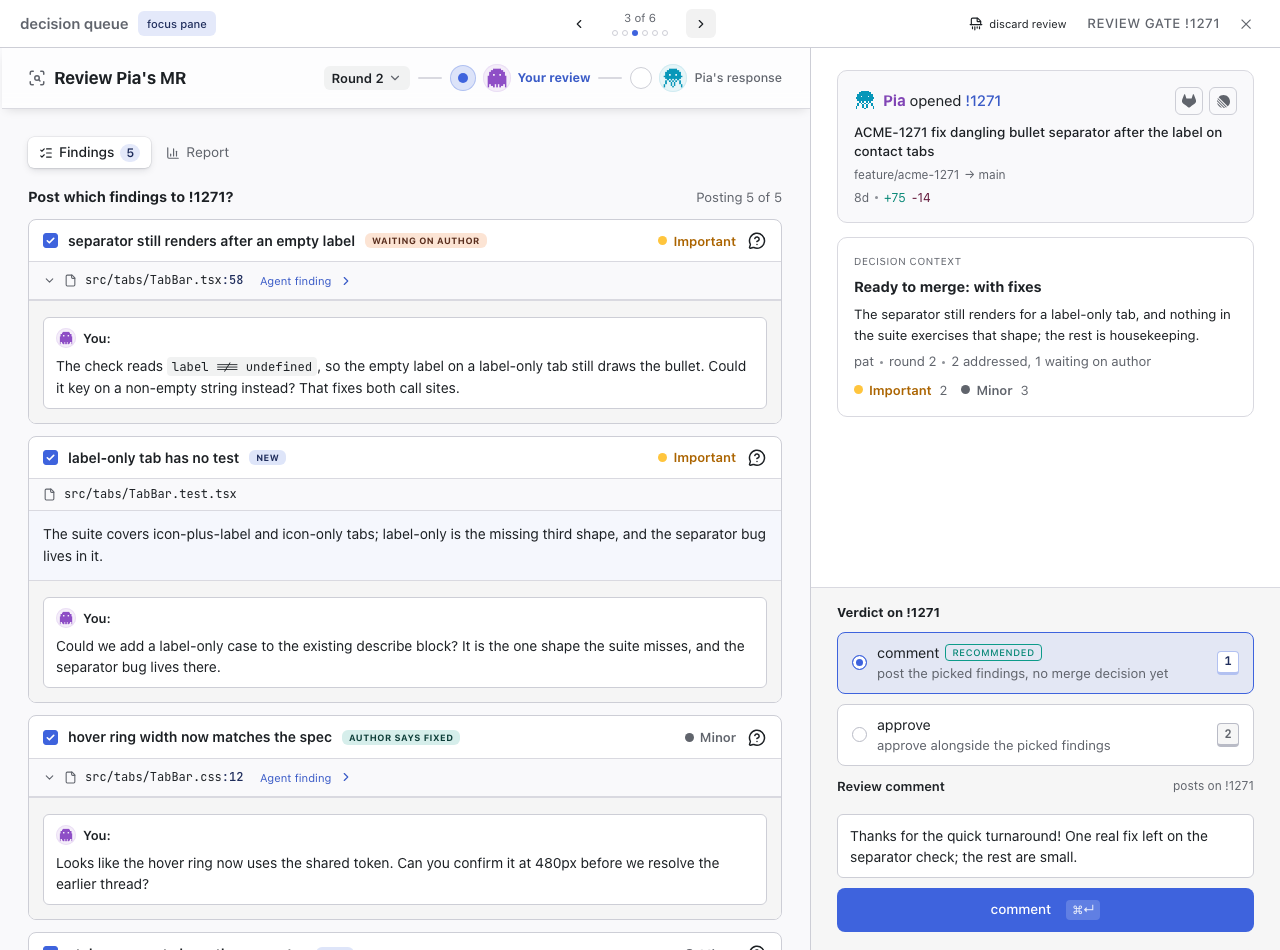 decision queue focus pane
3 of 6
discard review REVIEW GATE !1271
Review Pia's MR
Round 2 Your review Pia's response
Findings 5 Report
Post which findings to !1271? Posting 5 of 5
separator still renders after an empty label WAITING ON AUTHOR Important
src/tabs/TabBar.tsx:58 Agent finding
You:
The check reads label ≠ undefined, so the empty label on a label-only tab still draws the bullet. Could
it key on a non-empty string instead? That fixes both call sites.
label-only tab has no test NEW Important
src/tabs/TabBar.test.tsx
The suite covers icon-plus-label and icon-only tabs; label-only is the missing third shape, and the separator bug
lives in it.
You:
Could we add a label-only case to the existing describe block? It is the one shape the suite misses, and the
separator bug lives there.
hover ring width now matches the spec AUTHOR SAYS FIXED Minor
src/tabs/TabBar.css:12 Agent finding
You:
Looks like the hover ring now uses the shared token. Can you confirm it at 480px before we resolve the
earlier thread?
Pia opened !1271
ACME-1271 fix dangling bullet separator after the label on
contact tabs
feature/acme-1271 → main
8d • +75 -14
DECISION CONTEXT
Ready to merge: with fixes
The separator still renders for a label-only tab, and nothing in
the suite exercises that shape; the rest is housekeeping.
pat • round 2 • 2 addressed, 1 waiting on author
Important 2 Minor 3
Verdict on !1271
comment RECOMMENDED
post the picked findings, no merge decision yet
1
approve
approve alongside the picked findings
2
Review comment posts on !1271
Thanks for the quick turnaround! One real fix left on the
separator check; the rest are small.
comment ⌘↵